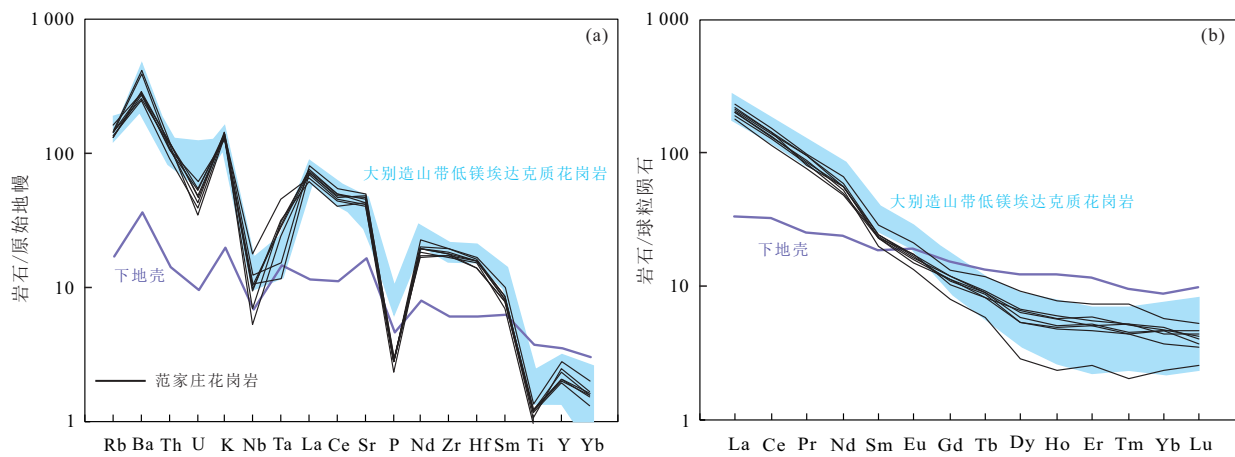 (a)
1 000
100
10
1
岩石/原始地幔
大别造山带低镁埃达克质花岗岩
下地壳
范家庄花岗岩
Rb Ba Th U K Nb Ta La Ce Sr P Nd Zr Hf Sm Ti Y Yb
(b)
1 000
100
10
1
岩石/球粒陨石
大别造山带低镁埃达克质花岗岩
下地壳
La Ce Pr Nd Sm Eu Gd Tb Dy Ho Er Tm Yb Lu